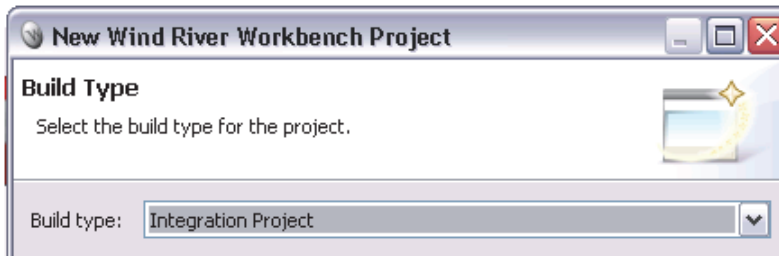 New Wind River Workbench Project
Build Type
Select the build type for the project.
Build type: Integration Project